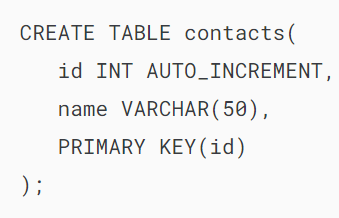 CREATE TABLE contacts(
id INT AUTO_INCREMENT,
name VARCHAR(50),
PRIMARY KEY(id)
);